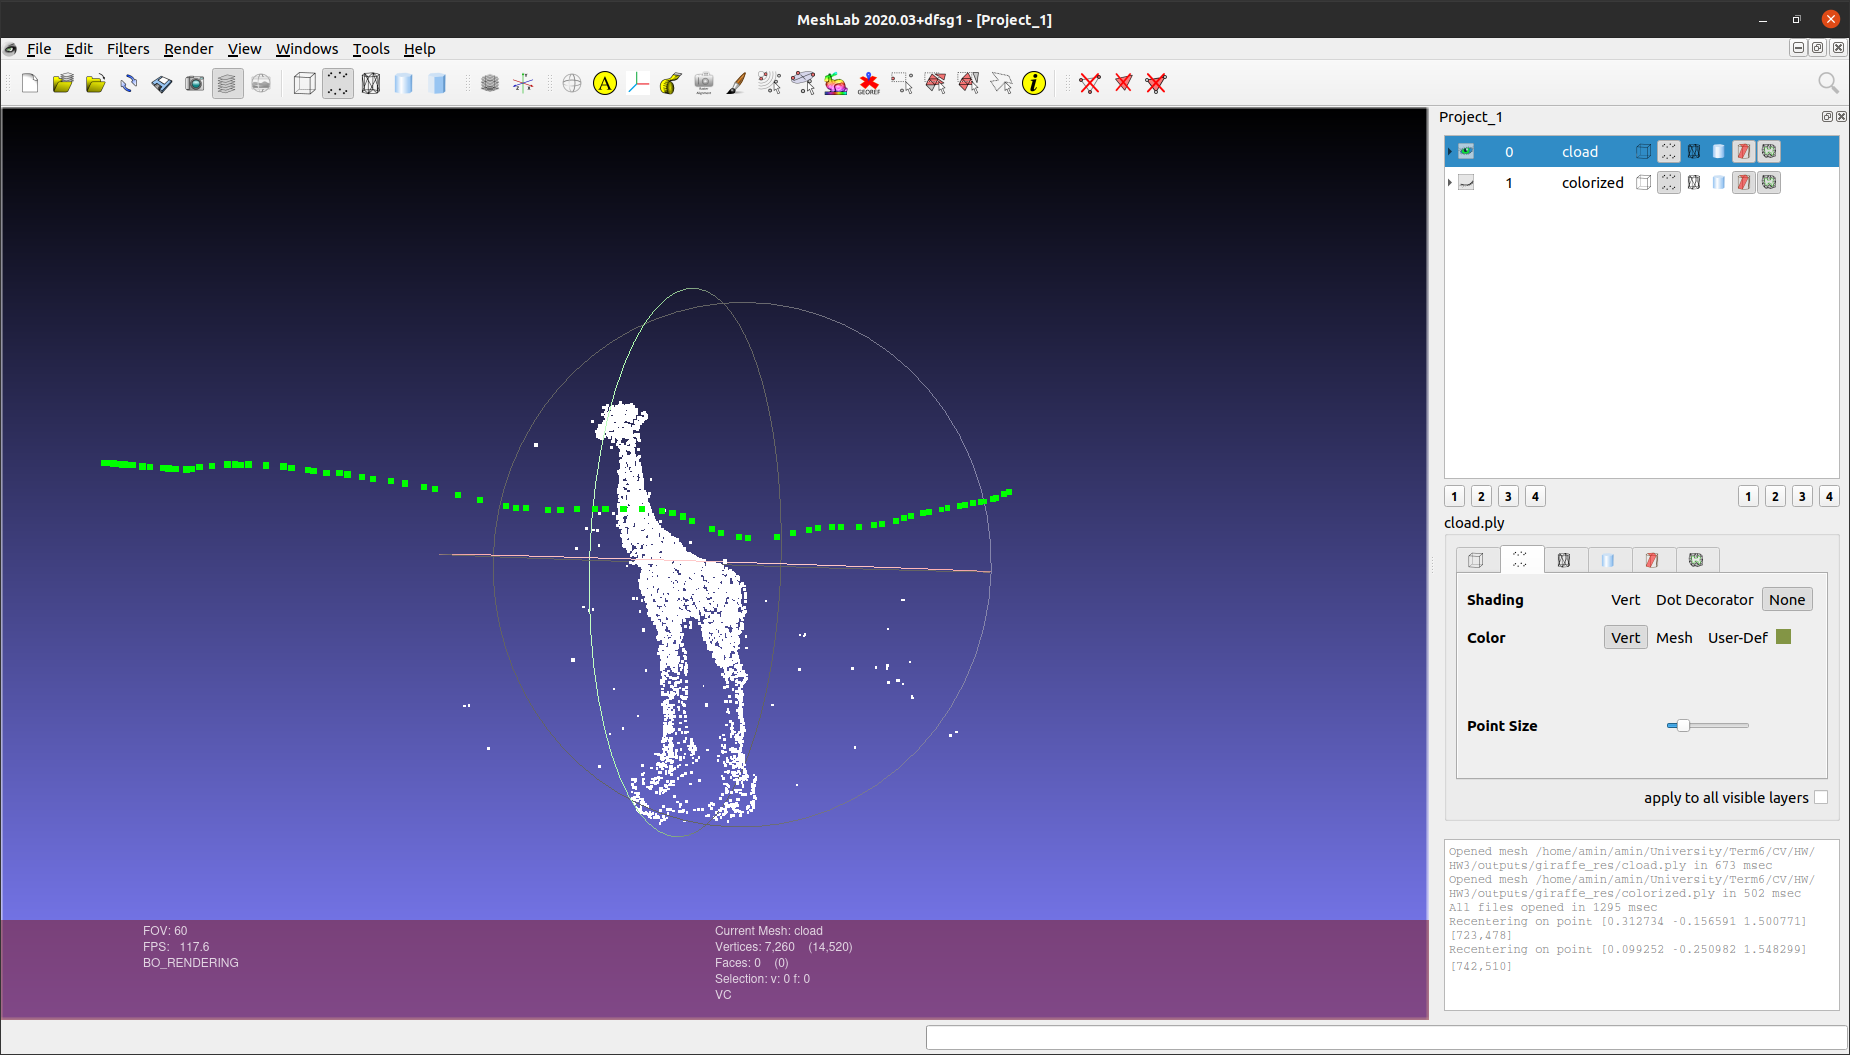 MeshLab 2020.03+dfsg1 - [Project_1]
File Edit Filters Render View Windows Tools Help
A
GEOREF
i
Project_1
0 cload
1 colorized
1 2 3 4 1 2 3 4
cload.ply
Shading Vert Dot Decorator None
Color Vert Mesh User-Def
Point Size
apply to all visible layers
Opened mesh /home/amin/amin/University/Term6/CV/HW/
HW3/outputs/giraffe_res/cload.ply in 673 msec
Opened mesh /home/amin/amin/University/Term6/CV/HW/
HW3/outputs/giraffe_res/colorized.ply in 502 msec
All files opened in 1295 msec
Recentering on point [0.312734 -0.156591 1.500771]
[723,478]
Recentering on point [0.099252 -0.250982 1.548299]
[742,510]
FOV: 60
FPS: 117.6
BO_RENDERING
Current Mesh: cload
Vertices: 7,260 (14,520)
Faces: 0 (0)
Selection: v: 0 f: 0
VC